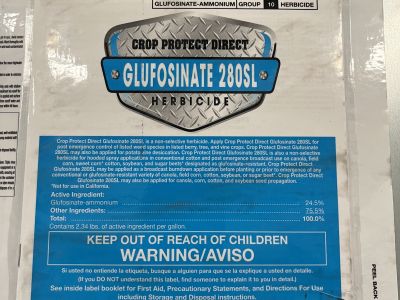 GLUFOSINATE-AMMONIUM GROUP 10 HERBICIDE
CROP PROTECT DIRECT
GLUFOSINATE 280SL
HERBICIDE
Crop Protect Direct Glufosinate 280SL is a non-selective herbicide. Apply Crop Protect Direct Glufosinate 280SL for
post emergence control of listed weed species in listed berry, tree, and vine crops. Crop Protect Direct Glufosinate
280SL may also be applied for potato vine desiccation. Crop Protect Direct Glufosinate 280SL is also a non-selective
herbicide for hooded spray applications in conventional cotton and post emergence broadcast use on canola, field
corn, sweet corn* cotton, soybean, and sugar beets* designated as glufosinate-resistant. Crop Protect Direct
Glufosinate 280SL may be applied as a broadcast burndown application before planting or prior to emergence of any
conventional or glufosinate-resistant variety of canola, field corn, cotton, soybean, or sugar beet*. Crop Protect Direct
Glufosinate 280SL may be applied for canola, corn, cotton, and soybean seed propagation.
*Not for use in California.
Active Ingredient:
Glufosinate-ammonium 24.5%
Other Ingredients: 75.5%
Total: 100.0%
Contains 2.34 lbs. of active ingredient per gallon.
KEEP OUT OF REACH OF CHILDREN
WARNING/AVISO
Si usted no entiende la etiqueta, busque a alguien para que se la explique a usted en detalle.
(If you DO NOT understand this label, find someone to explain it to you in detail.)
See inside label booklet for First Aid, Precautionary Statements, and Directions For Use
including Storage and Disposal instructions.
PEEL BACK